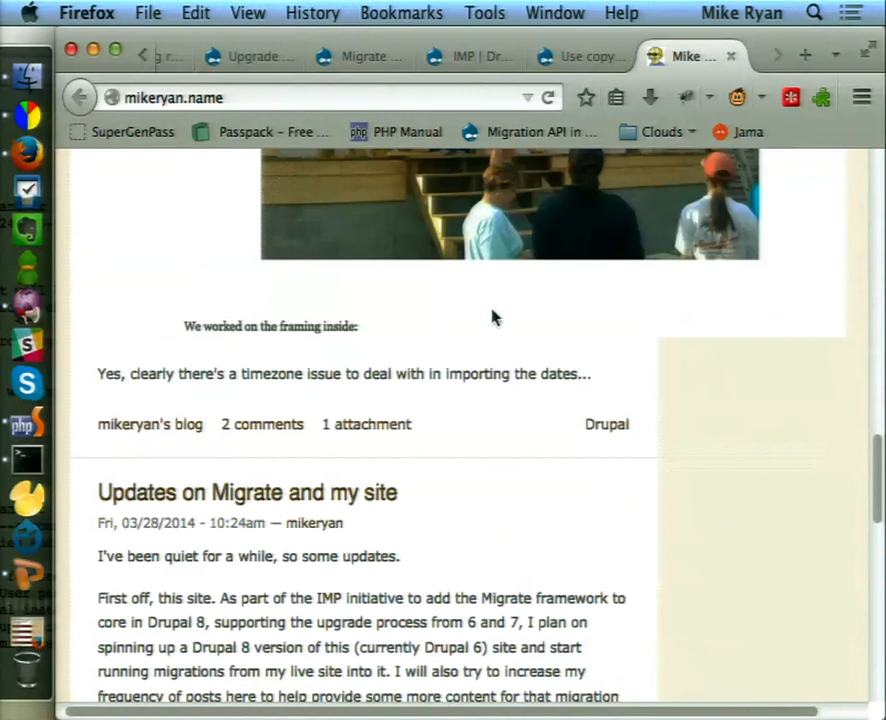 Firefox File Edit View History Bookmarks Tools Window Help Mike Ryan
g r... Upgrade ... Migrate ... IMP | Dr... Use copy... Mike ...
mikeryan.name
SuperGenPass Passpack - Free ... php PHP Manual Migration API in ... Clouds Jama
We worked on the framing inside:
Yes, clearly there's a timezone issue to deal with in importing the dates...
mikeryan's blog 2 comments 1 attachment Drupal
Updates on Migrate and my site
Fri, 03/28/2014 - 10:24am — mikeryan
I've been quiet for a while, so some updates.
First off, this site. As part of the IMP initiative to add the Migrate framework to
core in Drupal 8, supporting the upgrade process from 6 and 7, I plan on
spinning up a Drupal 8 version of this (currently Drupal 6) site and start
running migrations from my live site into it. I will also try to increase my
frequency of posts here to help provide some more content for that migration